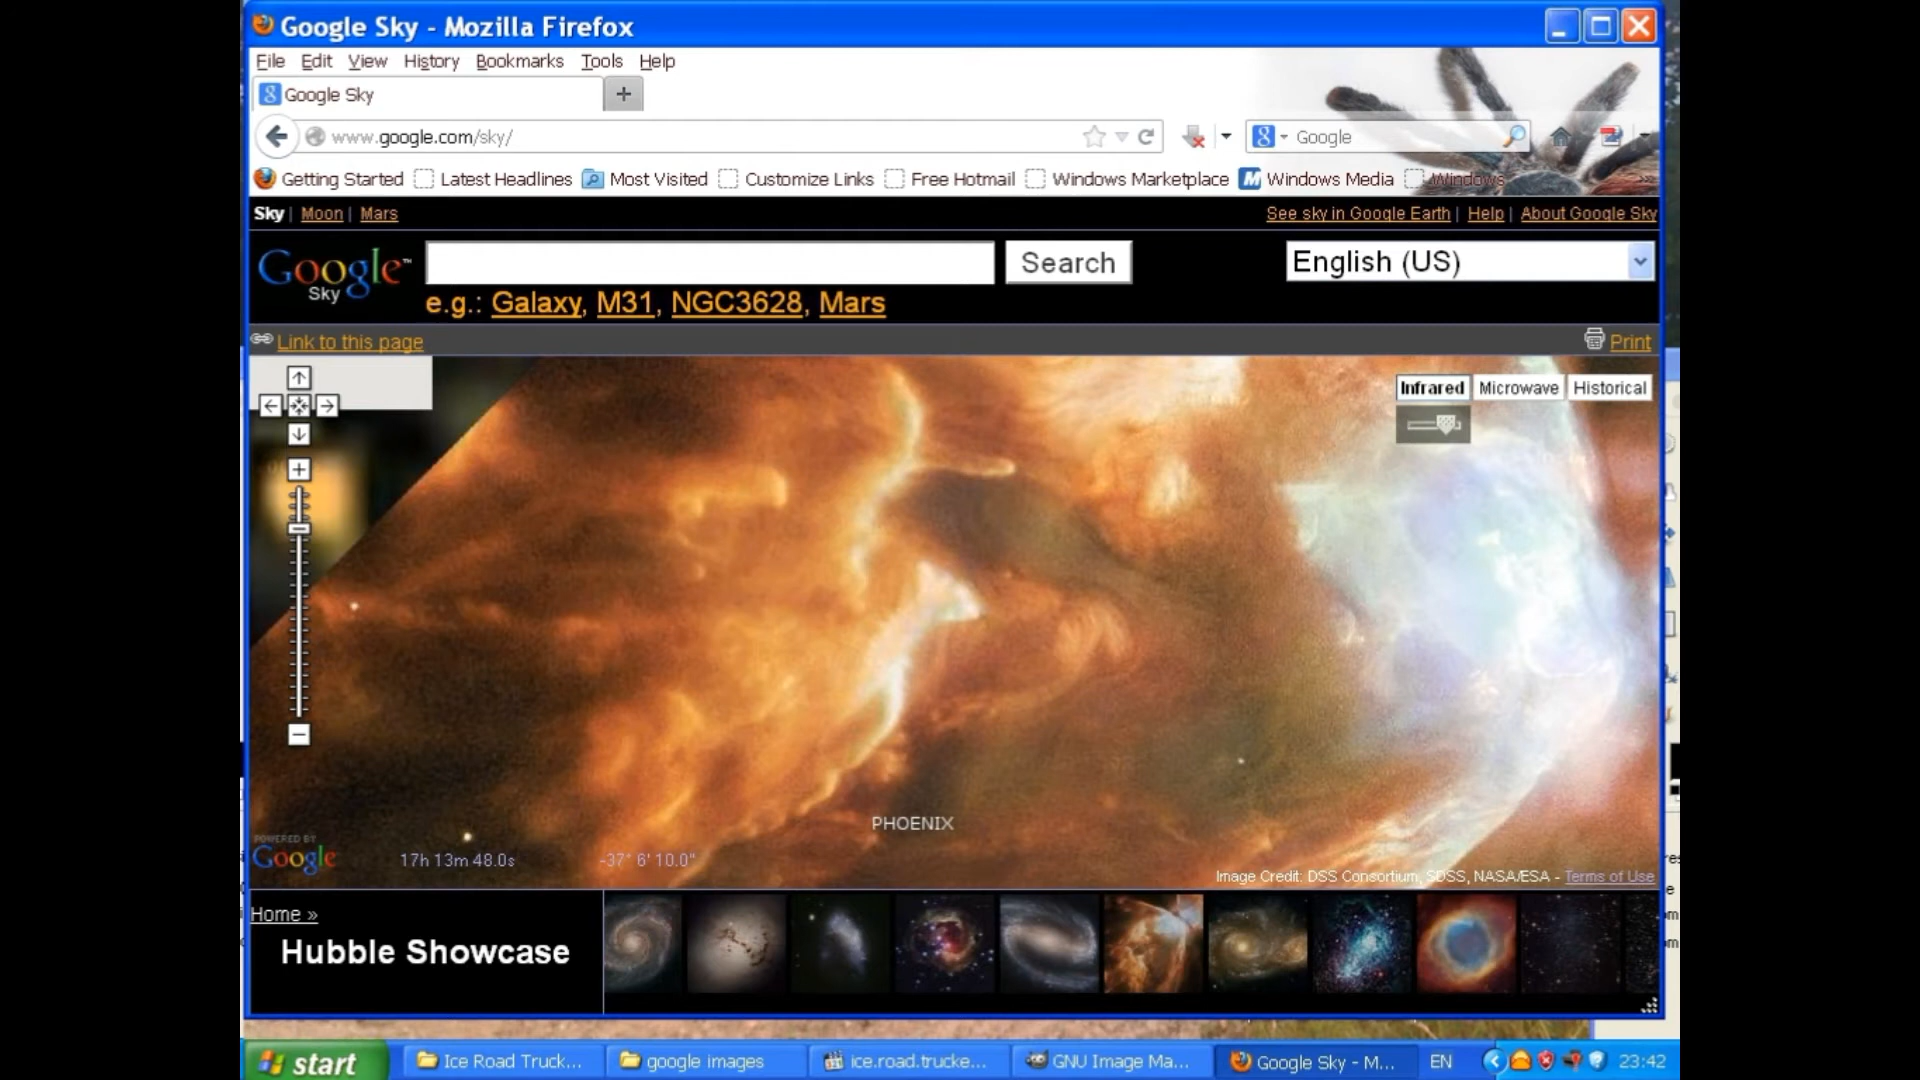 Google Sky - Mozilla Firefox
File Edit View History Bookmarks Tools Help
Google Sky
www.google.com/sky/
Google
Getting Started Latest Headlines Most Visited Customize Links Free Hotmail Windows Marketplace Windows Media Windows
Sky | Moon | Mars
See sky in Google Earth | Help | About Google Sky
Google™ Sky
Search
English (US)
e.g.: Galaxy, M31, NGC3628, Mars
Link to this page
Print
Infrared Microwave Historical
PHOENIX
POWERED BY
Google
17h 13m 48.0s -37° 6' 10.0"
Image Credit: DSS Consortium, SDSS, NASA/ESA - Terms of Use
Home »
Hubble Showcase
start
Ice Road Truck...
google images
ice.road.trucke...
GNU Image Ma...
Google Sky - M...
EN
23:42